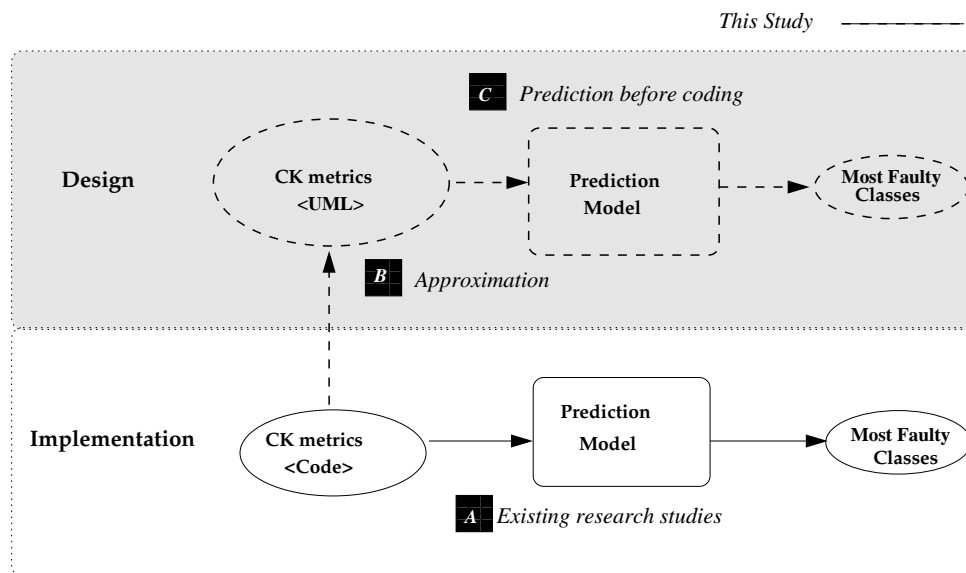 This Study
C Prediction before coding
Design
CK metrics
<UML>
Prediction
Model
Most Faulty
Classes
B Approximation
Implementation
CK metrics
<Code>
Prediction
Model
Most Faulty
Classes
A Existing research studies